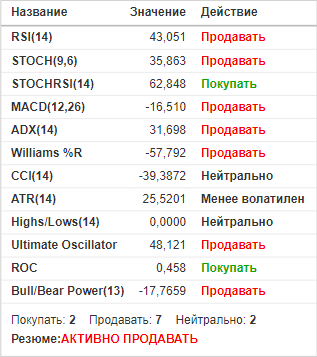 Название Значение Действие
RSI(14) 43,051 Продавать
STOCH(9,6) 35,863 Продавать
STOCHRSI(14) 62,848 Покупать
MACD(12,26) -16,510 Продавать
ADX(14) 31,698 Продавать
Williams %R -57,792 Продавать
CCI(14) -39,3872 Нейтрально
ATR(14) 25,5201 Менее волатилен
Highs/Lows(14) 0,0000 Нейтрально
Ultimate Oscillator 48,121 Продавать
ROC 0,458 Покупать
Bull/Bear Power(13) -17,7659 Продавать
Покупать: 2 Продавать: 7 Нейтрально: 2
Резюме:АКТИВНО ПРОДАВАТЬ